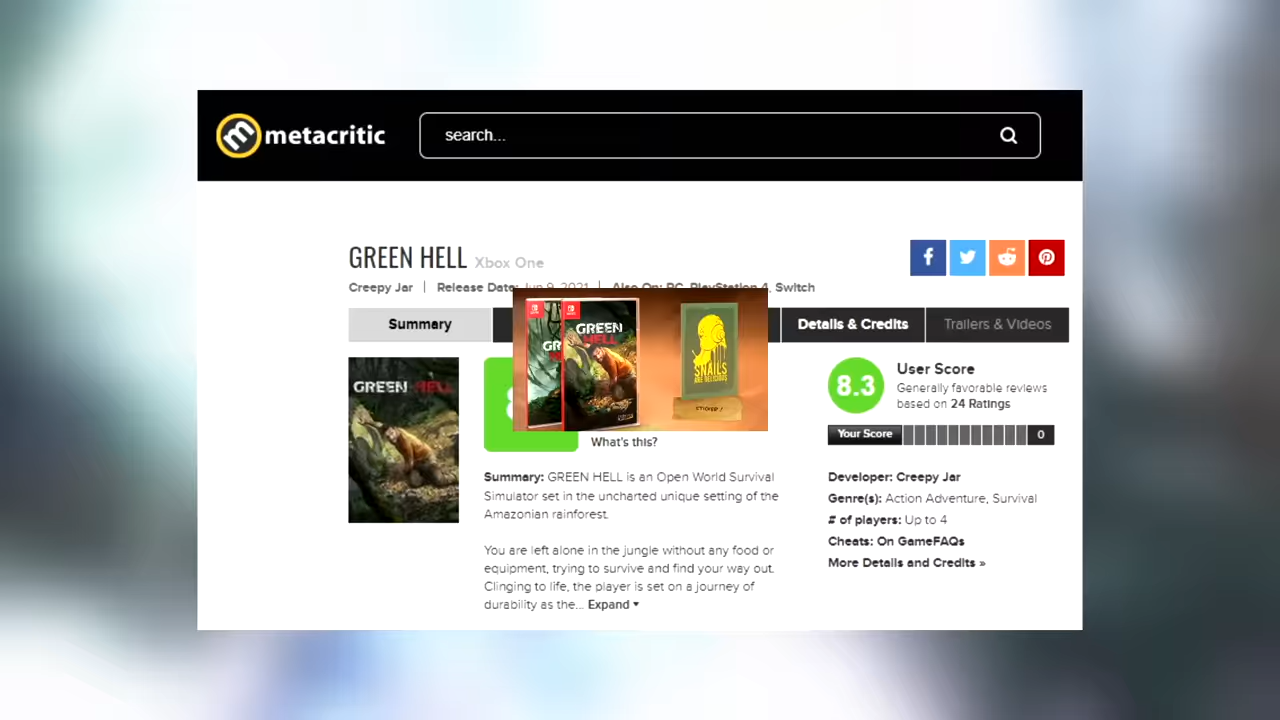 metacritic
search...
GREEN HELL Xbox One
Creepy Jar
Release Date: Jun 9, 2021
Also On: PC, PlayStation 4, Switch
Summary
Details & Credits
Trailers & Videos
GREEN HELL
GREEN
HELL
SNAILS
ARE DELICIOUS
STICKER /
What's this?
8.3
User Score
Generally favorable reviews
based on 24 Ratings
Your Score
0
Summary: GREEN HELL is an Open World Survival
Simulator set in the uncharted unique setting of the
Amazonian rainforest.
You are left alone in the jungle without any food or
equipment, trying to survive and find your way out.
Clinging to life, the player is set on a journey of
durability as the... Expand
Developer: Creepy Jar
Genre(s): Action Adventure, Survival
# of players: Up to 4
Cheats: On GameFAQs
More Details and Credits »